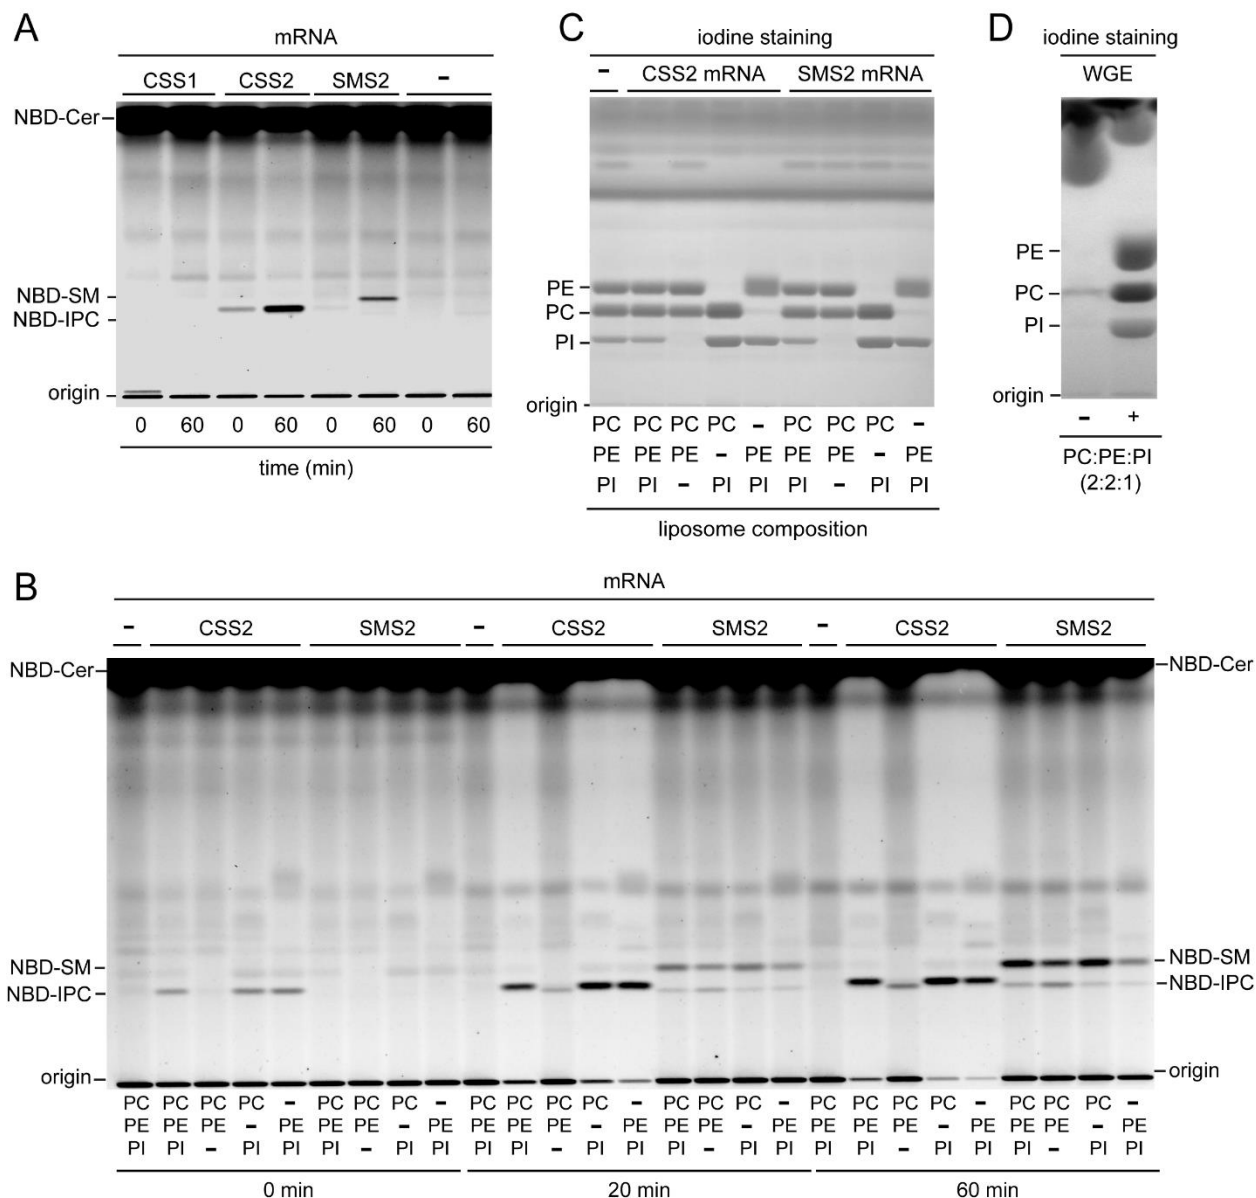 A
mRNA
CSS1 CSS2 SMS2 -
NBD-Cer
NBD-SM
NBD-IPC
origin
0 60 0 60 0 60 0 60
time (min)
C
iodine staining
- CSS2 mRNA SMS2 mRNA
PE
PC
PI
origin
PC PC PC PC - PC PC PC -
PE PE PE - PE PE PE - PE
PI PI - PI PI PI - PI PI
liposome composition
D
iodine staining
WGE
PE
PC
PI
origin
- +
PC:PE:PI
(2:2:1)
B
mRNA
- CSS2 SMS2 - CSS2 SMS2 - CSS2 SMS2
NBD-Cer NBD-Cer
NBD-SM NBD-SM
NBD-IPC NBD-IPC
origin origin
PC PC PC PC - PC PC PC - PC PC PC PC - PC PC PC - PC PC PC PC - PC PC PC -
PE PE PE - PE PE PE - PE PE PE PE - PE PE PE - PE PE PE PE - PE PE PE - PE
PI PI - PI PI PI - PI PI PI PI - PI PI PI - PI PI PI PI - PI PI PI - PI PI
0 min 20 min 60 min